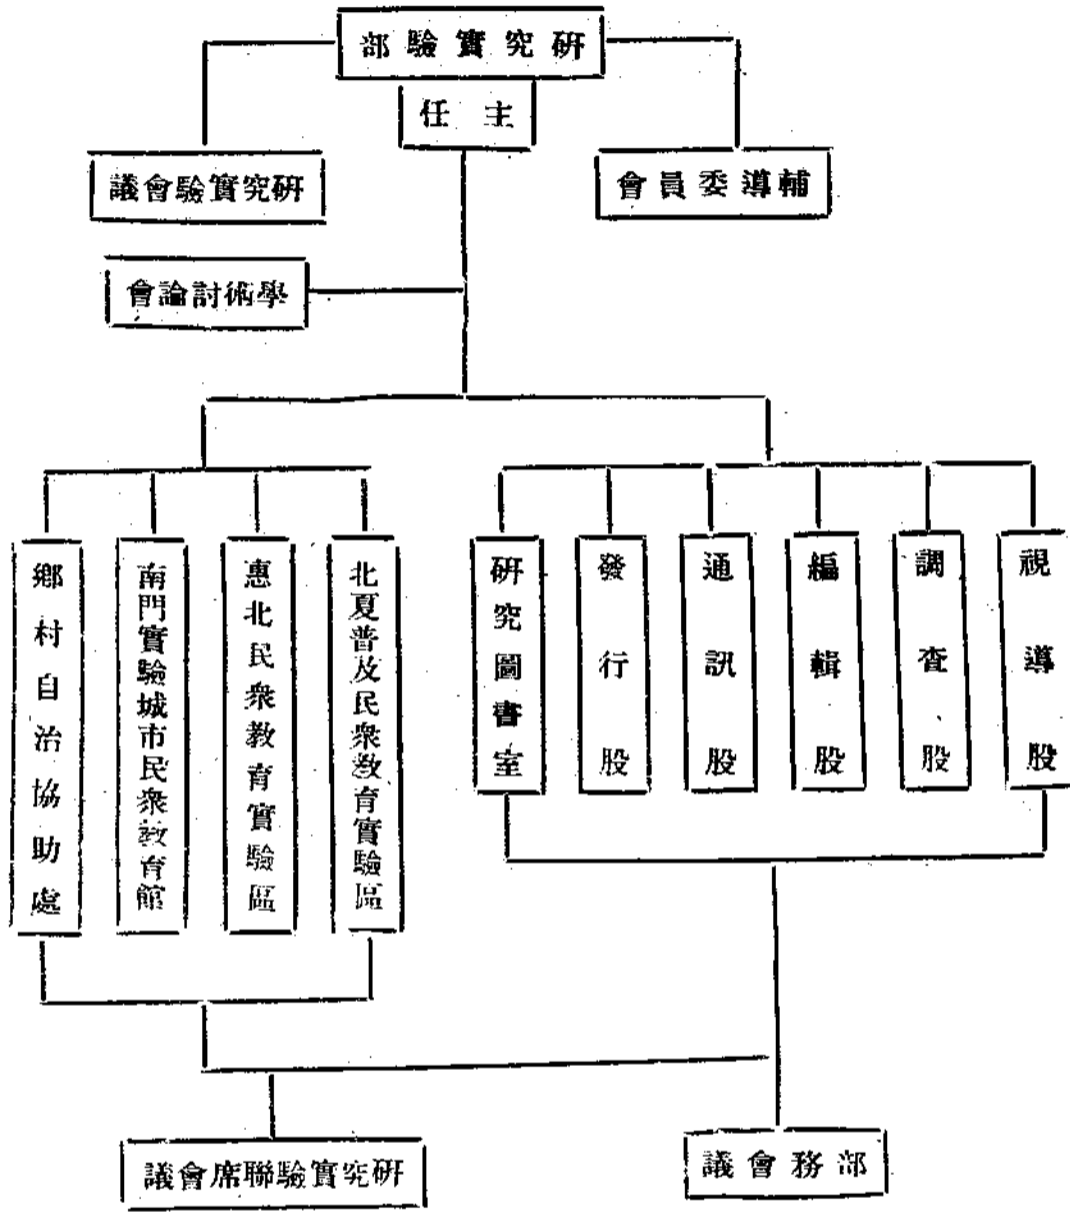 研究實驗部
主任
輔導委員會
研究實驗會議
學術討論會
視導股
調查股
編輯股
通訊股
發行股
研究圖書室
北夏普及民衆教育實驗區
惠北民衆教育實驗區
南門實驗城市民衆教育館
鄉村自治協助處
部務會議
研究實驗聯席會議